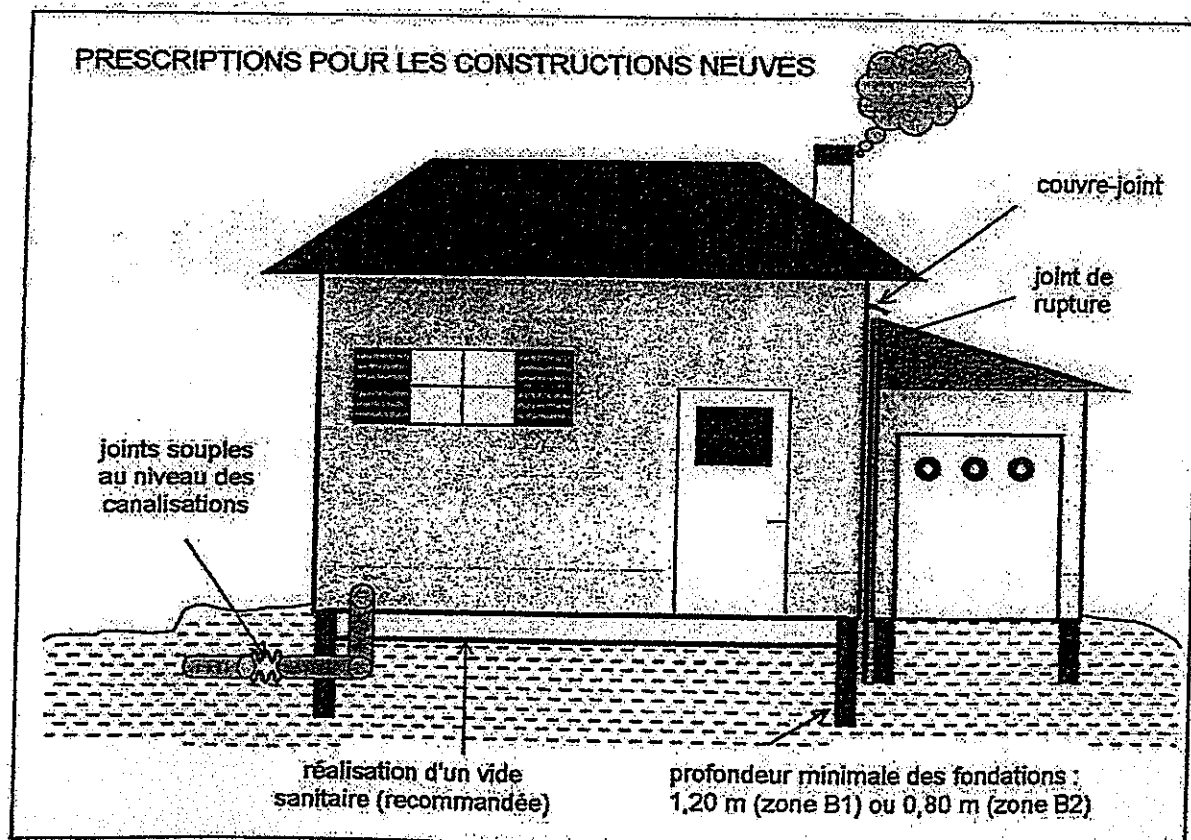 PRESCRIPTIONS POUR LES CONSTRUCTIONS NEUVES
couvre-joint
joint de
rupture
joints souples
au niveau des
canalisations
réalisation d'un vide
sanitaire (recommandée)
profondeur minimale des fondations :
1,20 m (zone B1) ou 0,80 m (zone B2)